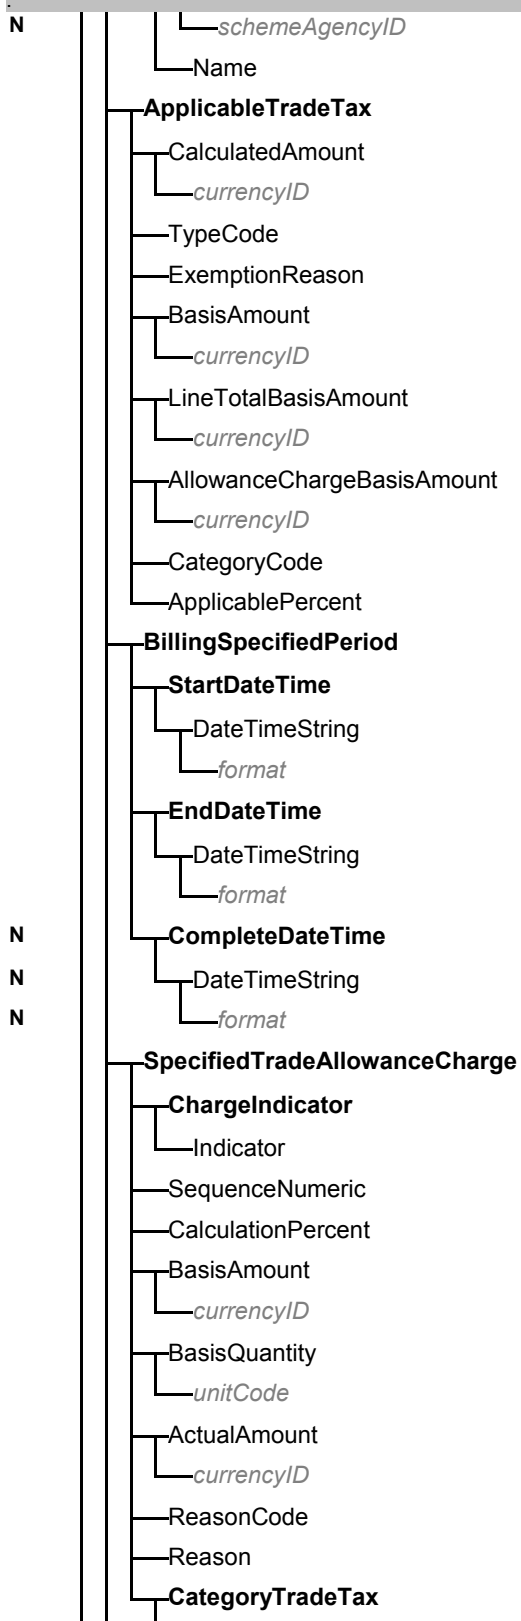 .
N schemeAgencyID
Name
ApplicableTradeTax
CalculatedAmount
currencyID
TypeCode
ExemptionReason
BasisAmount
currencyID
LineTotalBasisAmount
currencyID
AllowanceChargeBasisAmount
currencyID
CategoryCode
ApplicablePercent
BillingSpecifiedPeriod
StartDateTime
DateTimeString
format
EndDateTime
DateTimeString
format
N CompleteDateTime
N DateTimeString
N format
SpecifiedTradeAllowanceCharge
ChargeIndicator
Indicator
SequenceNumeric
CalculationPercent
BasisAmount
currencyID
BasisQuantity
unitCode
ActualAmount
currencyID
ReasonCode
Reason
CategoryTradeTax